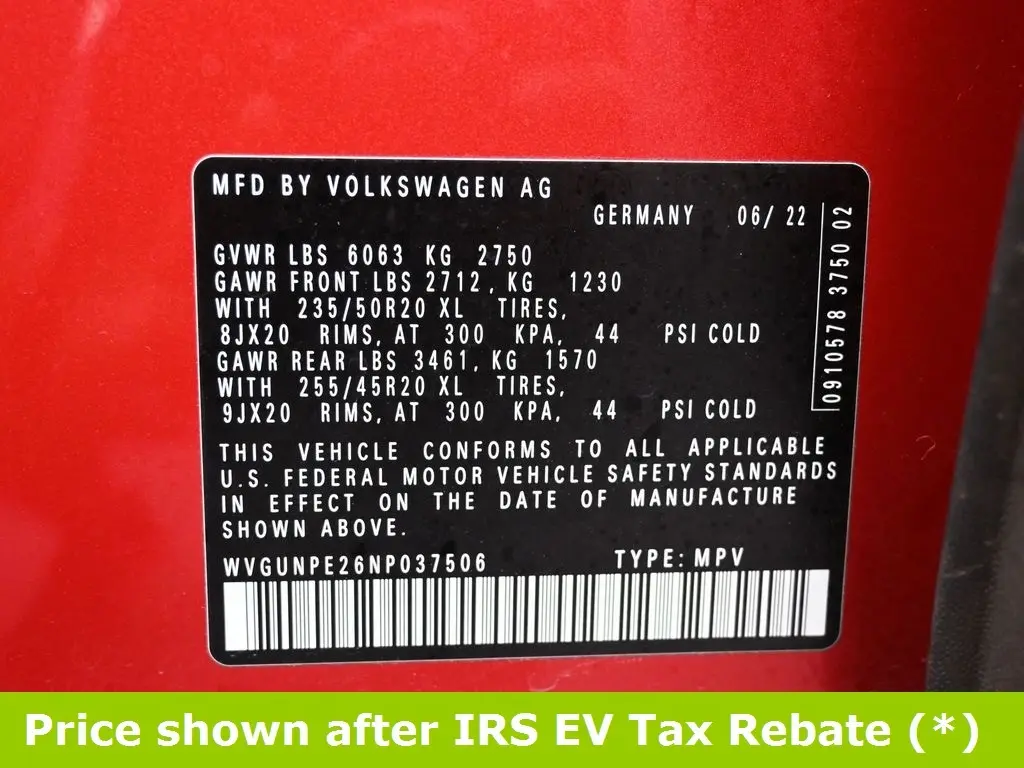 MFD BY VOLKSWAGEN AG
GERMANY 06/ 22
GVWR LBS 6063 KG 2750
GAWR FRONT LBS 2712, KG 1230
WITH 235/50R20 XL TIRES,
8JX20 RIMS, AT 300 KPA, 44 PSI COLD
GAWR REAR LBS 3461, KG 1570
WITH 255/45R20 XL TIRES,
9JX20 RIMS, AT 300 KPA, 44 PSI COLD
0910578 3750 02
THIS VEHICLE CONFORMS TO ALL APPLICABLE
U.S. FEDERAL MOTOR VEHICLE SAFETY STANDARDS
IN EFFECT ON THE DATE OF MANUFACTURE
SHOWN ABOVE.
WVGUNPE26NP037506 TYPE: MPV
Price shown after IRS EV Tax Rebate (*)